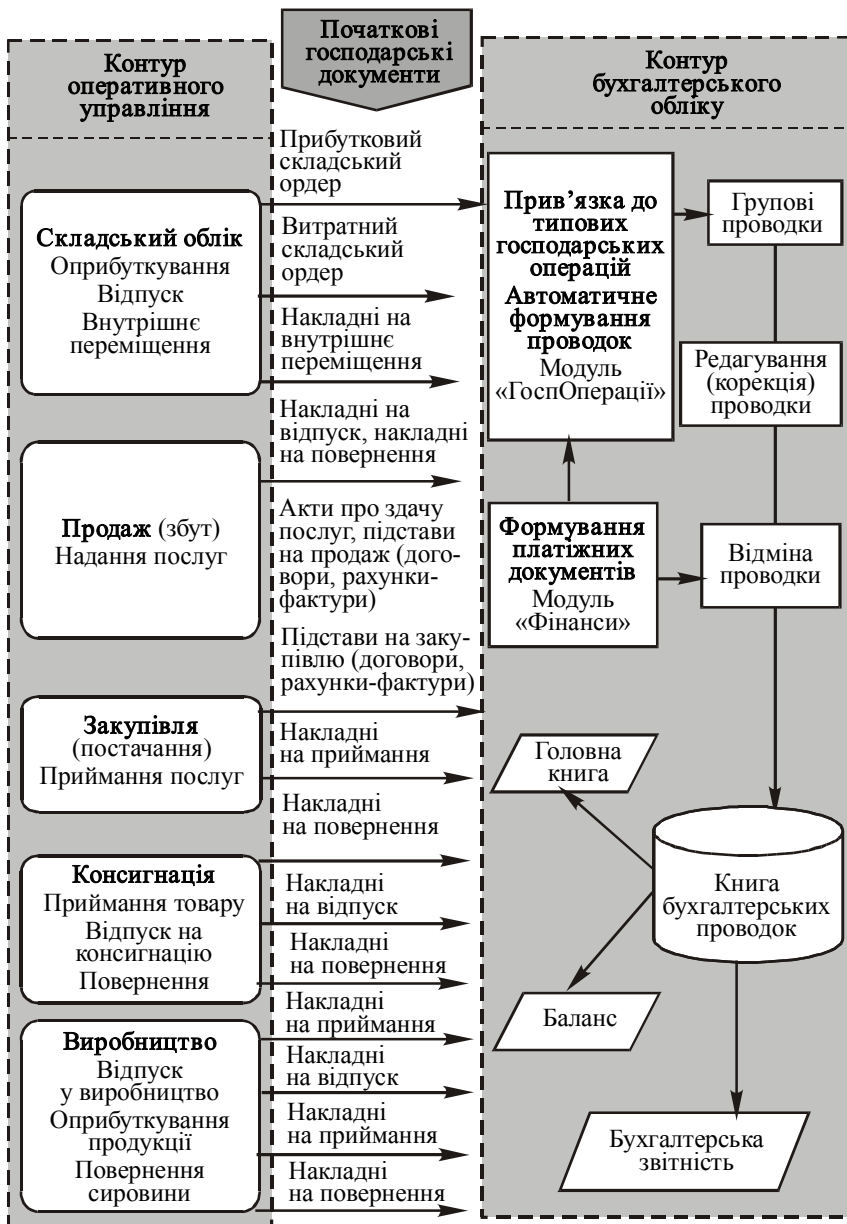 Початкові
господарські
документи
Контур
оперативного
управління
Контур
бухгалтерського
обліку
Прибутковий
складський
ордер
Складський облік
Оприбуткування
Відпуск
Внутрішнє
переміщення
Витратний
складський
ордер
Накладні на
внутрішнє
переміщення
Накладні на
відпуск, накладні
на повернення
Продаж (збут)
Надання послуг
Акти про здачу
послуг, підстави
на продаж (дого-
вори, рахунки-
фактури)
Підстави на заку-
півлю (договори,
рахунки-фактури)
Закупівля
(постачання)
Приймання послуг
Накладні
на приймання
Накладні
на повернення
Консигнація
Приймання товару
Відпуск на
консигнацію
Повернення
Накладні
на відпуск
Накладні
на повернення
Накладні
на приймання
Виробництво
Відпуск
у виробництво
Оприбуткування
продукції
Повернення
сировини
Накладні
на відпуск
Накладні
на приймання
Накладні
на повернення
Прив’язка до
типових
господарських
операцій
Автоматичне
формування
проводок
Модуль
«ГоспОперації»
Групові
проводки
Редагування
(корекція)
проводки
Формування
платіжних
документів
Модуль
«Фінанси»
Відміна
проводки
Головна
книга
Книга
бухгалтерських
проводок
Баланс
Бухгалтерська
звітність